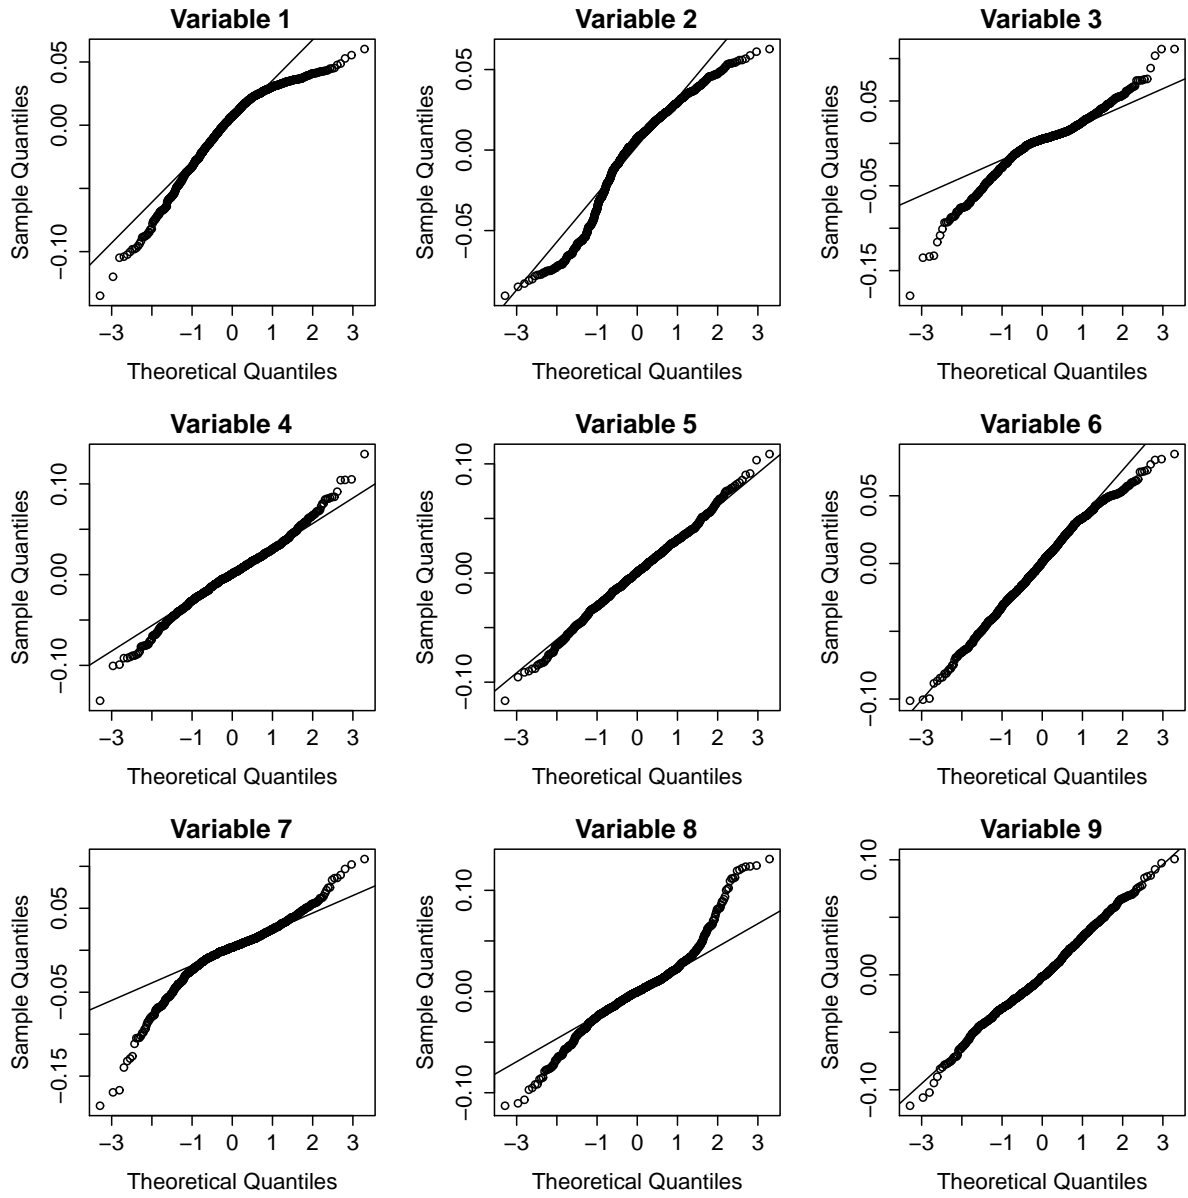 Variable 1 Variable 2 Variable 3
Sample Quantiles −0.10 0.00 0.05
Sample Quantiles −0.05 0.00 0.05
Sample Quantiles −0.15 −0.05 0.05
−3 −1 0 1 2 3 −3 −1 0 1 2 3 −3 −1 0 1 2 3
Theoretical Quantiles Theoretical Quantiles Theoretical Quantiles
Variable 4 Variable 5 Variable 6
Sample Quantiles −0.10 0.00 0.10
Sample Quantiles −0.10 0.00 0.10
Sample Quantiles −0.10 0.00 0.05
−3 −1 0 1 2 3 −3 −1 0 1 2 3 −3 −1 0 1 2 3
Theoretical Quantiles Theoretical Quantiles Theoretical Quantiles
Variable 7 Variable 8 Variable 9
Sample Quantiles −0.15 −0.05 0.05
Sample Quantiles −0.10 0.00 0.10
Sample Quantiles −0.10 0.00 0.10
−3 −1 0 1 2 3 −3 −1 0 1 2 3 −3 −1 0 1 2 3
Theoretical Quantiles Theoretical Quantiles Theoretical Quantiles